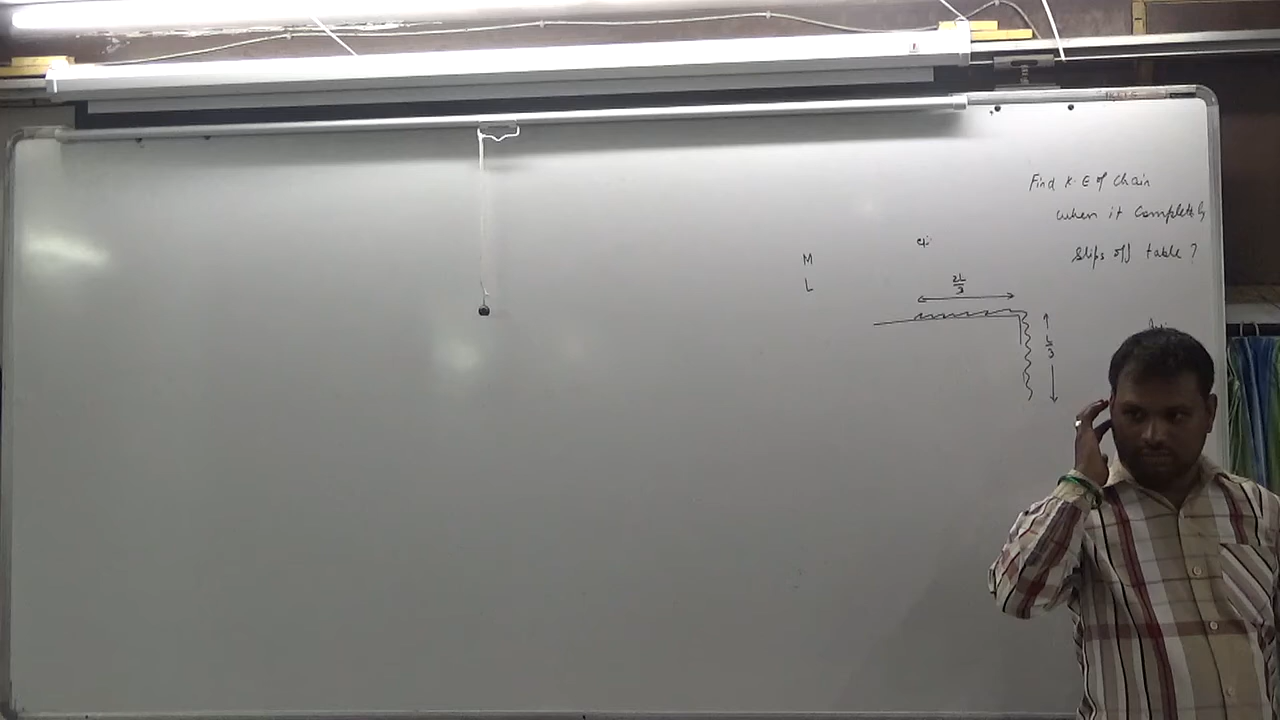 Find K.E of Chain
when it completely
slips off table ?
M
L
2L/3
L/3